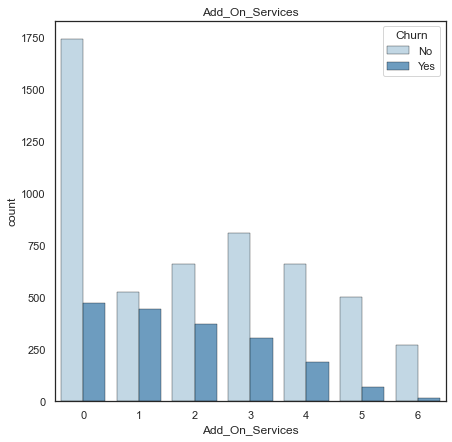 Add_On_Services
Churn
No
Yes
1750
1500
1250
1000
750
500
250
0
count
0 1 2 3 4 5 6
Add_On_Services